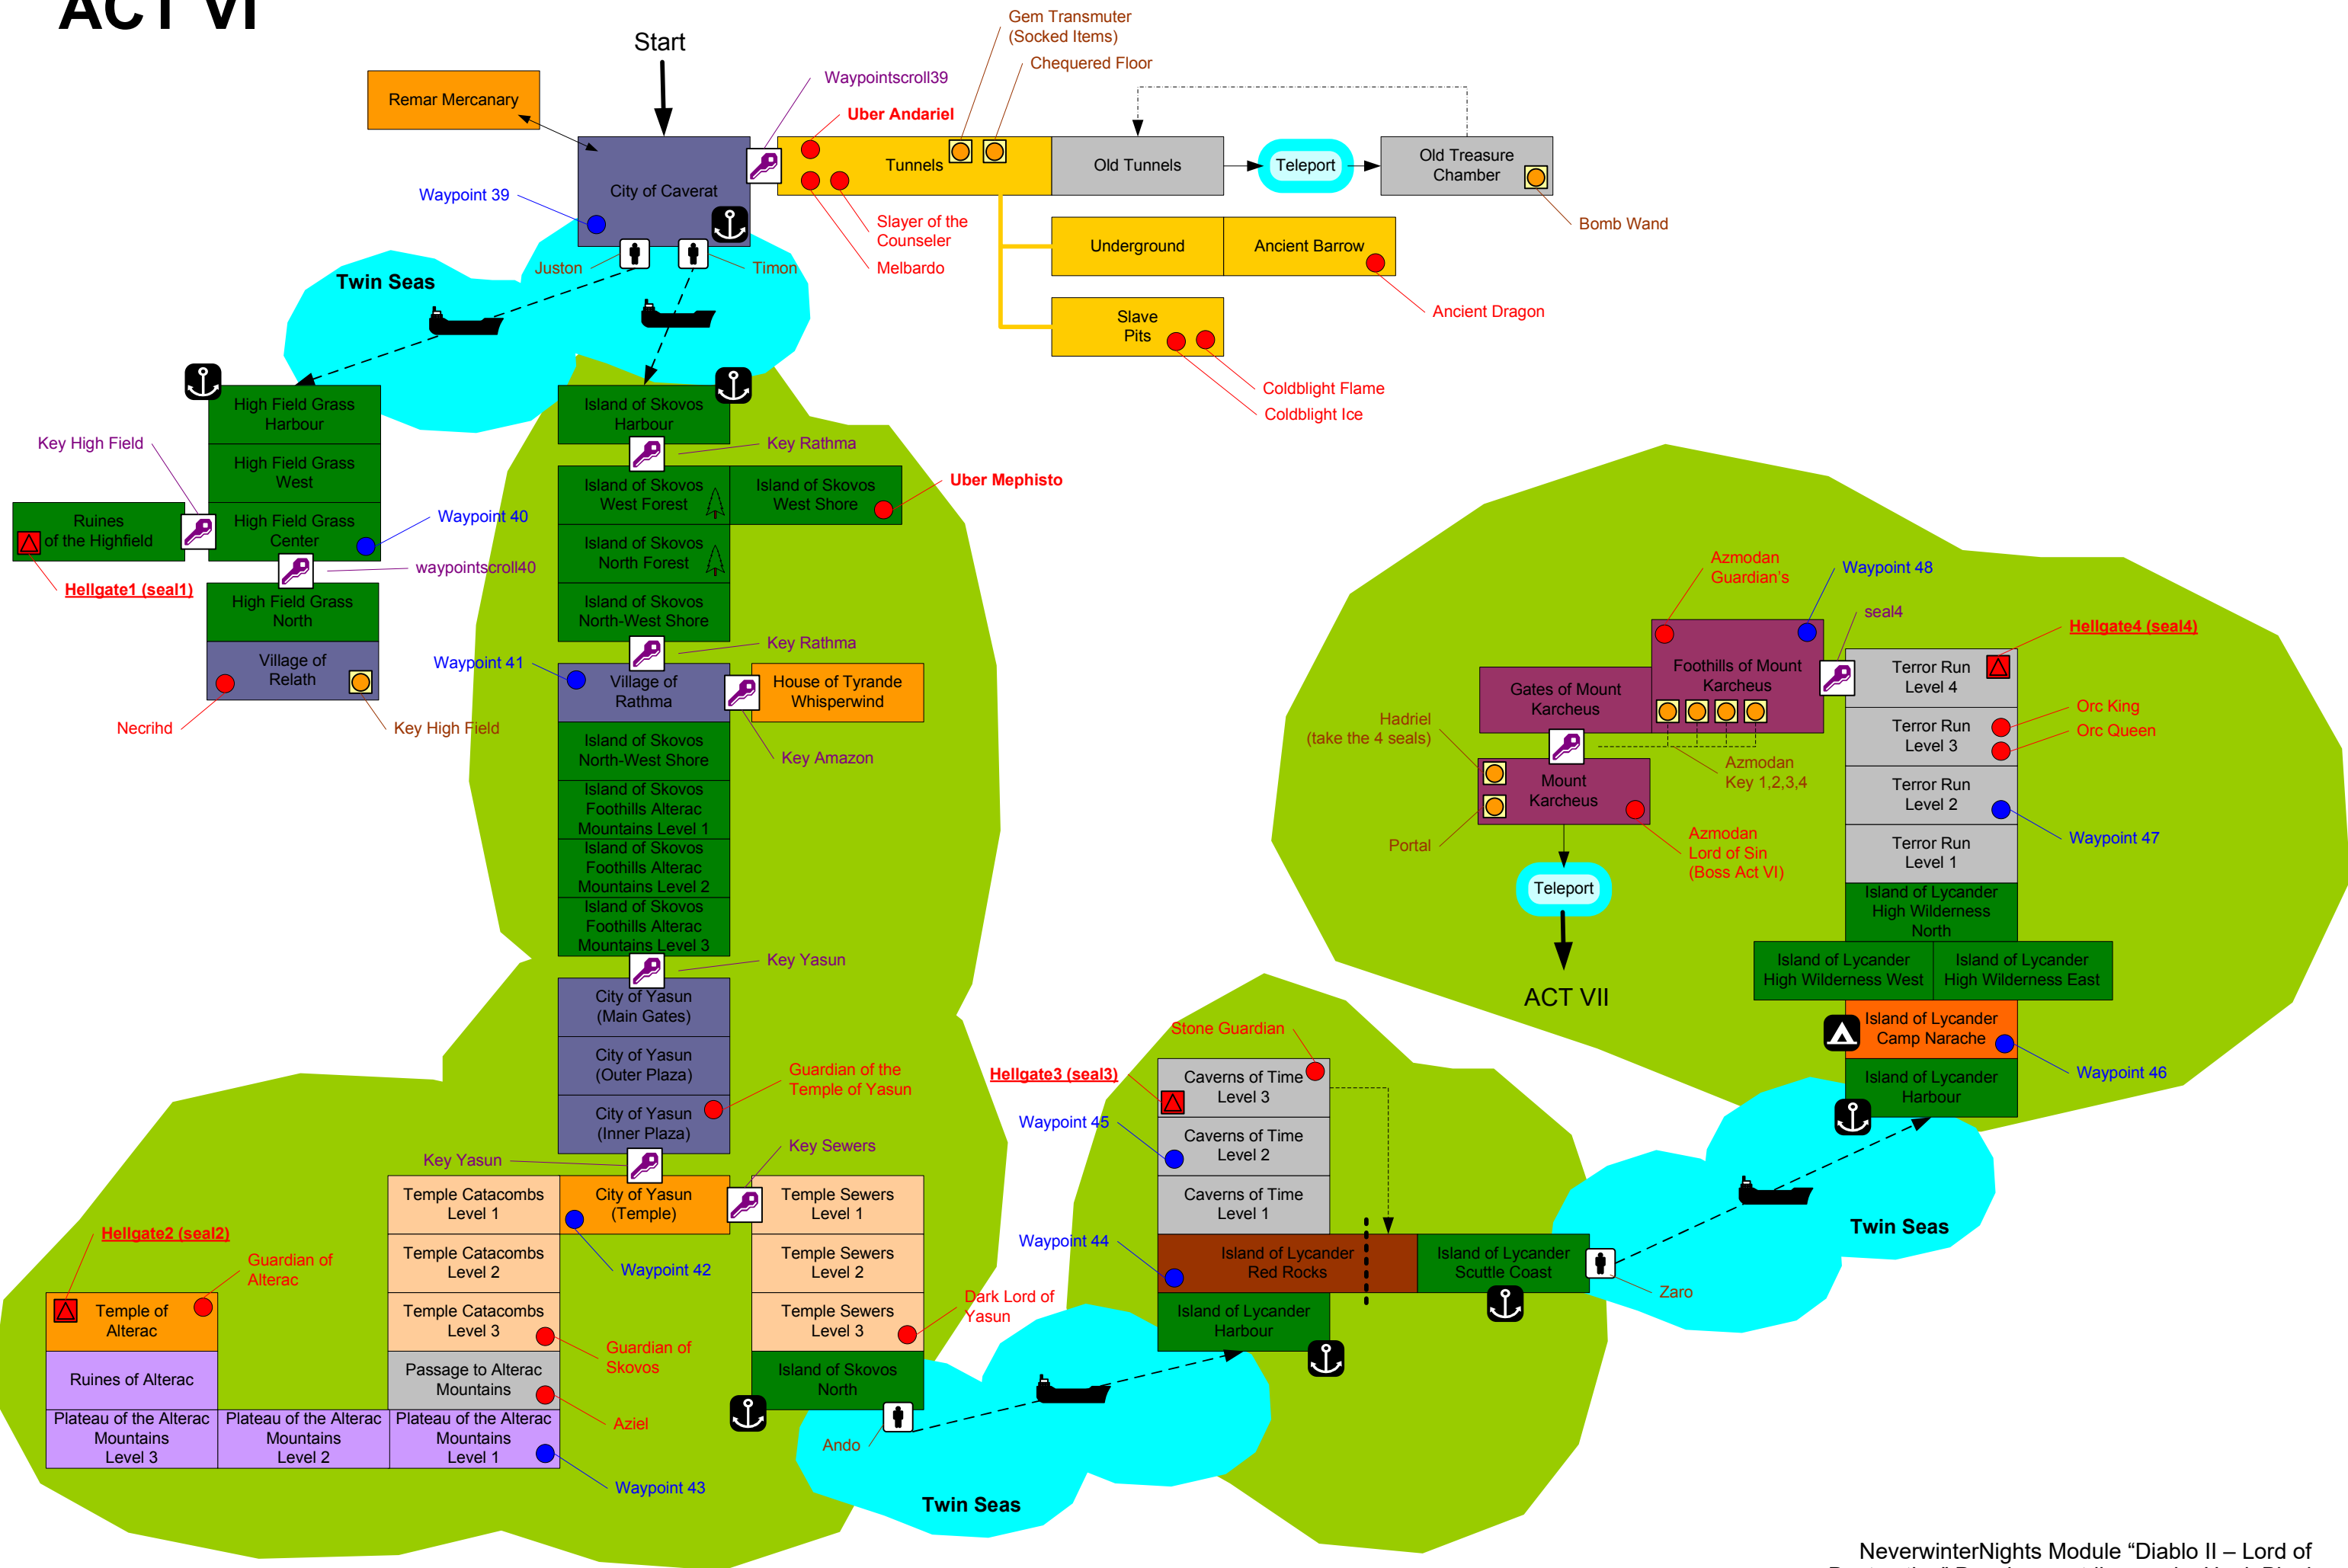 ACT VI
Start
Gem Transmuter
(Socked Items)
Chequered Floor
Waypointscroll39
Remar Mercanary
Uber Andariel
City of Caverat
Tunnels
Old Tunnels
Teleport
Old Treasure
Chamber
Waypoint 39
Bomb Wand
Slayer of the
Counseler
Melbardo
Underground
Ancient Barrow
Juston
Timon
Twin Seas
Ancient Dragon
Slave
Pits
Coldblight Flame
Coldblight Ice
High Field Grass
Harbour
Key High Field
High Field Grass
West
Ruines
of the Highfield
High Field Grass
Center
Waypoint 40
waypointscroll40
Hellgate1 (seal1)
High Field Grass
North
Village of
Relath
Necrihd
Key High Field
Island of Skovos
Harbour
Key Rathma
Island of Skovos
West Forest
Island of Skovos
West Shore
Uber Mephisto
Island of Skovos
North Forest
Island of Skovos
North-West Shore
Key Rathma
Waypoint 41
Village of
Rathma
House of Tyrande
Whisperwind
Key Amazon
Island of Skovos
North-West Shore
Island of Skovos
Foothills Alterac
Mountains Level 1
Island of Skovos
Foothills Alterac
Mountains Level 2
Island of Skovos
Foothills Alterac
Mountains Level 3
Key Yasun
City of Yasun
(Main Gates)
City of Yasun
(Outer Plaza)
Guardian of the
Temple of Yasun
City of Yasun
(Inner Plaza)
Key Yasun
Key Sewers
Temple Catacombs
Level 1
City of Yasun
(Temple)
Temple Sewers
Level 1
Hellgate2 (seal2)
Guardian of
Alterac
Temple Catacombs
Level 2
Waypoint 42
Temple Sewers
Level 2
Temple of
Alterac
Temple Catacombs
Level 3
Guardian of
Skovos
Temple Sewers
Level 3
Dark Lord of
Yasun
Ruines of Alterac
Passage to Alterac
Mountains
Aziel
Island of Skovos
North
Plateau of the Alterac
Mountains
Level 3
Plateau of the Alterac
Mountains
Level 2
Plateau of the Alterac
Mountains
Level 1
Waypoint 43
Ando
Twin Seas
Stone Guardian
Hellgate3 (seal3)
Caverns of Time
Level 3
Waypoint 45
Caverns of Time
Level 2
Caverns of Time
Level 1
Waypoint 44
Island of Lycander
Red Rocks
Island of Lycander
Scuttle Coast
Island of Lycander
Harbour
Zaro
Twin Seas
Azmodan
Guardian's
Waypoint 48
seal4
Hellgate4 (seal4)
Foothills of Mount
Karcheus
Gates of Mount
Karcheus
Terror Run
Level 4
Hadriel
(take the 4 seals)
Orc King
Orc Queen
Terror Run
Level 3
Azmodan
Key 1,2,3,4
Mount
Karcheus
Terror Run
Level 2
Waypoint 47
Portal
Azmodan
Lord of Sin
(Boss Act VI)
Terror Run
Level 1
Teleport
Island of Lycander
High Wilderness
North
ACT VII
Island of Lycander
High Wilderness West
Island of Lycander
High Wilderness East
Island of Lycander
Camp Narache
Waypoint 46
Island of Lycander
Harbour
NeverwinterNights Module “Diablo II – Lord of